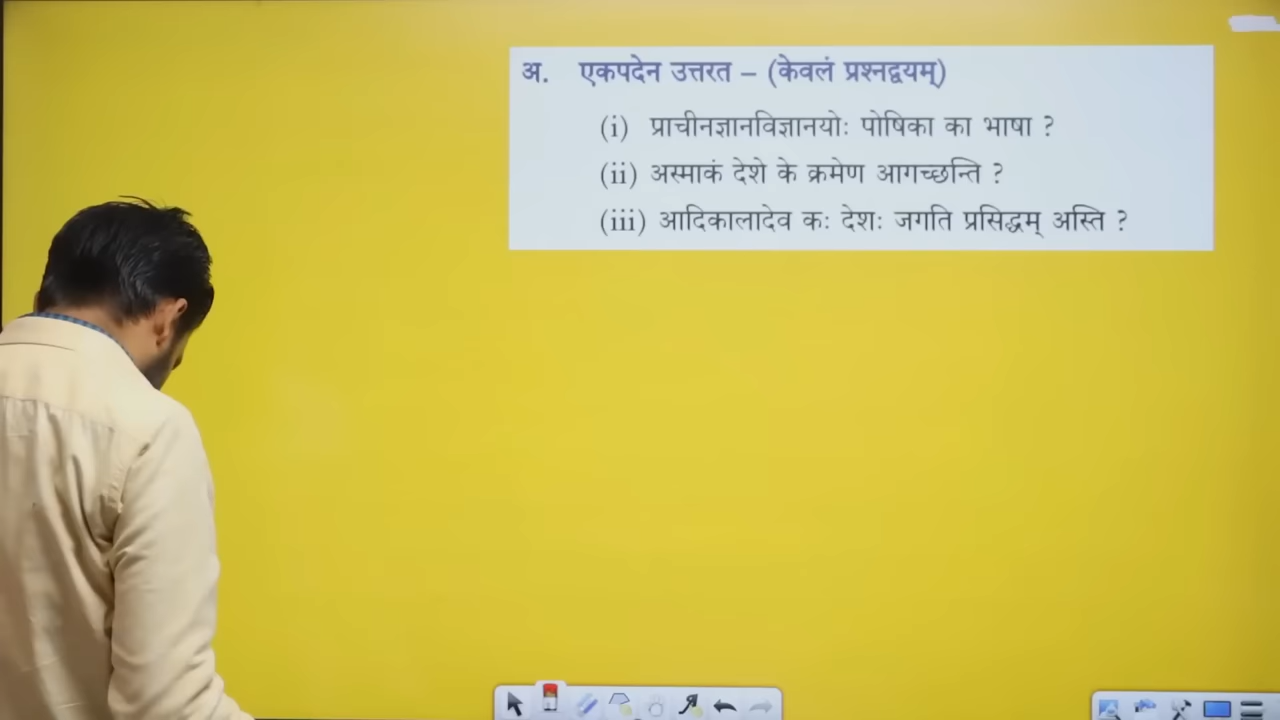 अ. एकपदेन उत्तरत – (केवलं प्रश्नद्वयम्)
(i) प्राचीनज्ञानविज्ञानयोः पोषिका का भाषा ?
(ii) अस्माकं देशे के क्रमेण आगच्छन्ति ?
(iii) आदिकालादेव कः देशः जगति प्रसिद्धम् अस्ति ?